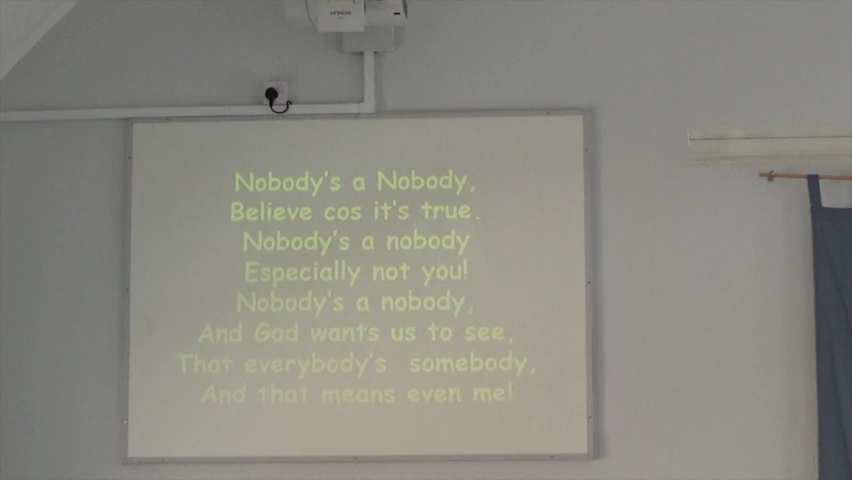 HITACHI
Nobody's a Nobody,
Believe cos it's true.
Nobody's a nobody
Especially not you!
Nobody's a nobody,
And God wants us to see,
That everybody's somebody,
And that means even me!